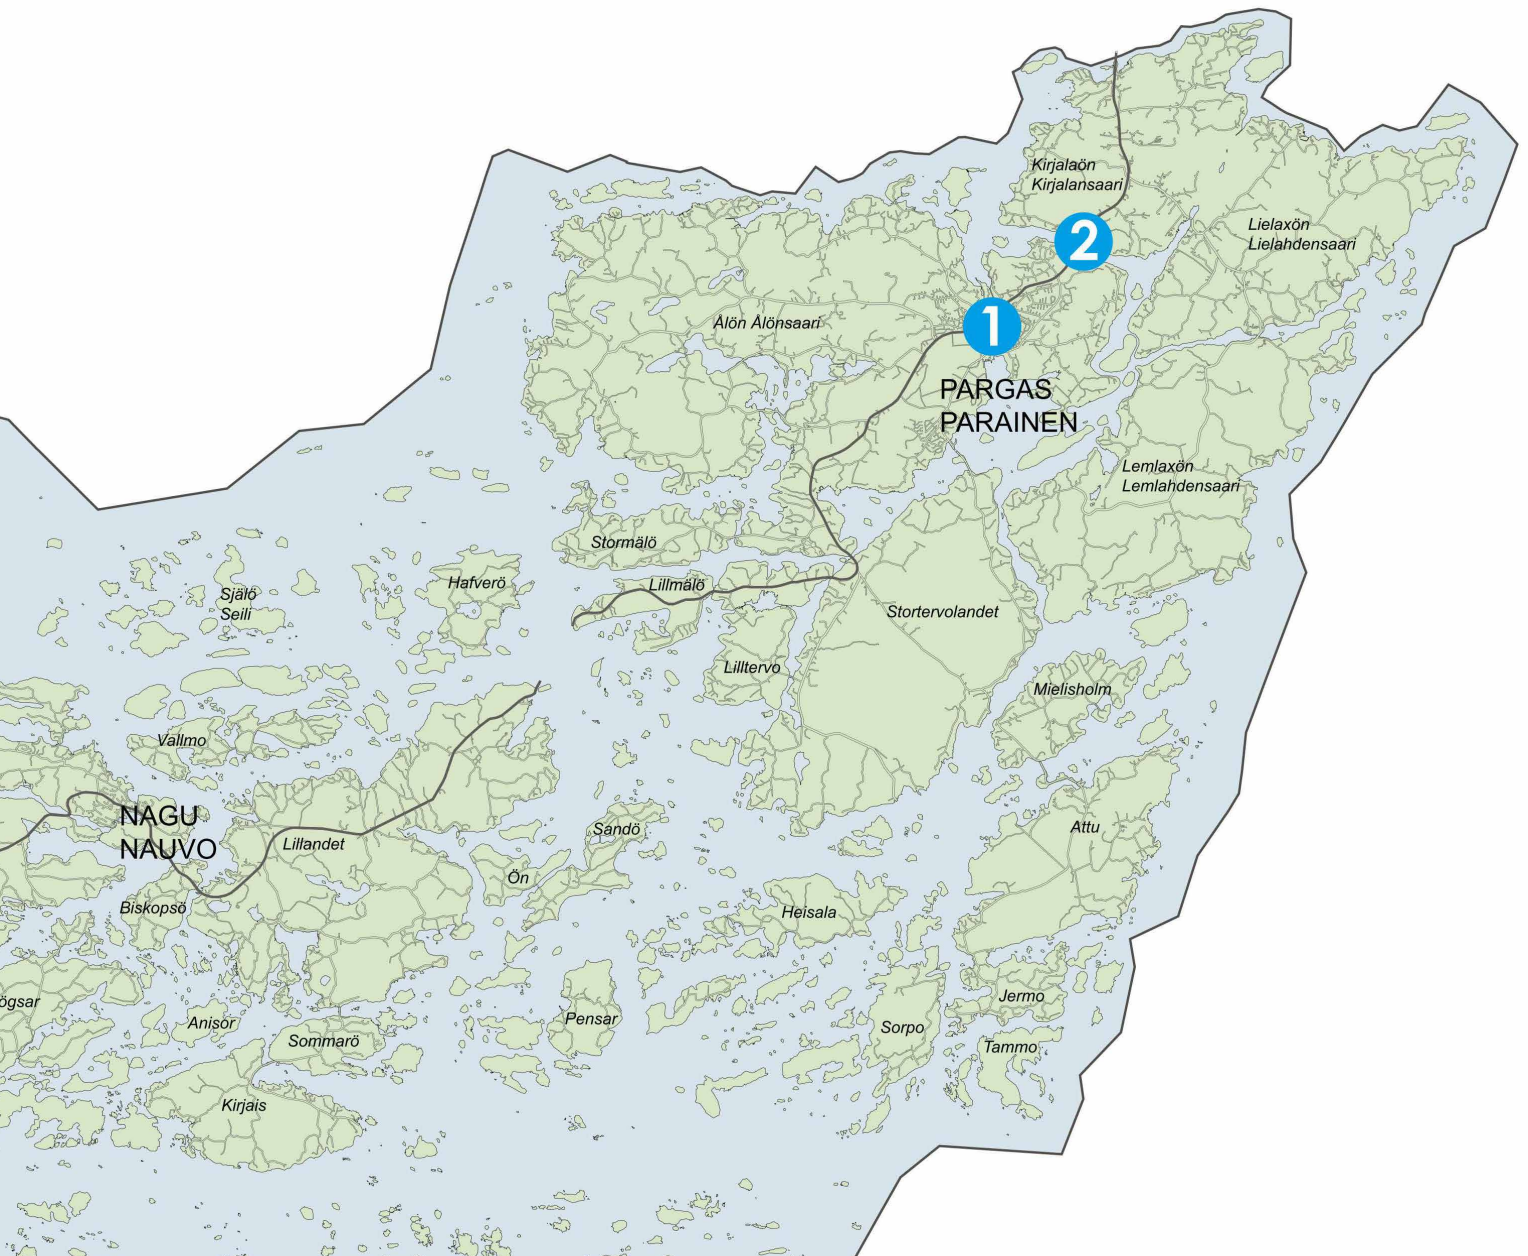 Kirjalaön
Kirjalansaari
2
Lielaxön
Lielahdensaari
Ålön Ålönsaari
1
PARGAS
PARAINEN
Lemlaxön
Lemlahdensaari
Stormälö
Hafverö
Lillmälö
Själö
Seili
Stortervolandet
Lilltervo
Mielisholm
Vallmo
NAGU
NAUVO
Lillandet
Sandö
Attu
Ön
Biskopsö
Heisala
ögsar
Jermo
Anisor
Pensar
Sorpo
Sommarö
Tammo
Kirjais